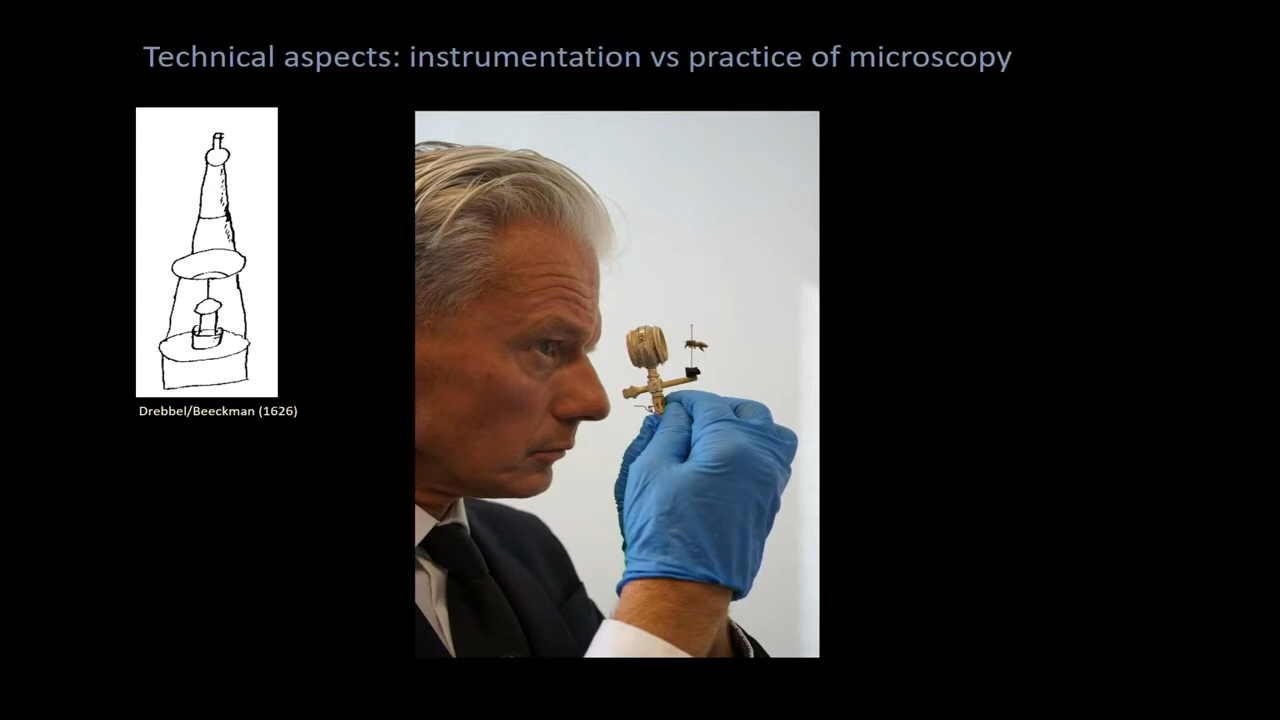 Technical aspects: instrumentation vs practice of microscopy
Drebbel/Beeckman (1626)